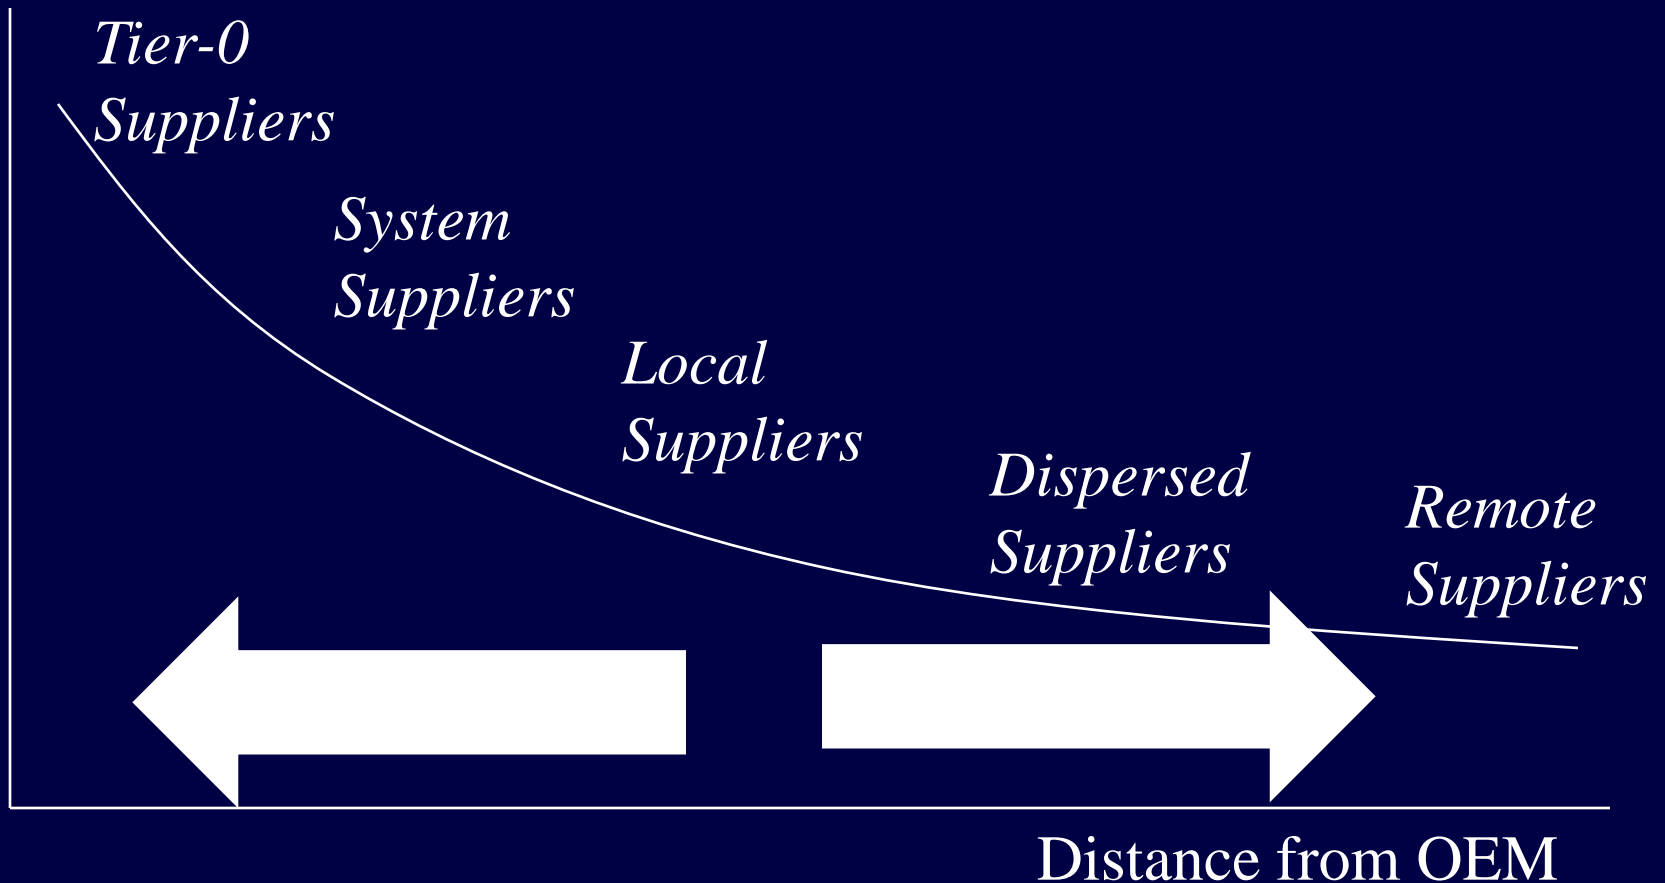 Tier-0
Suppliers
System
Suppliers
Local
Suppliers
Dispersed
Suppliers
Remote
Suppliers
Distance from OEM